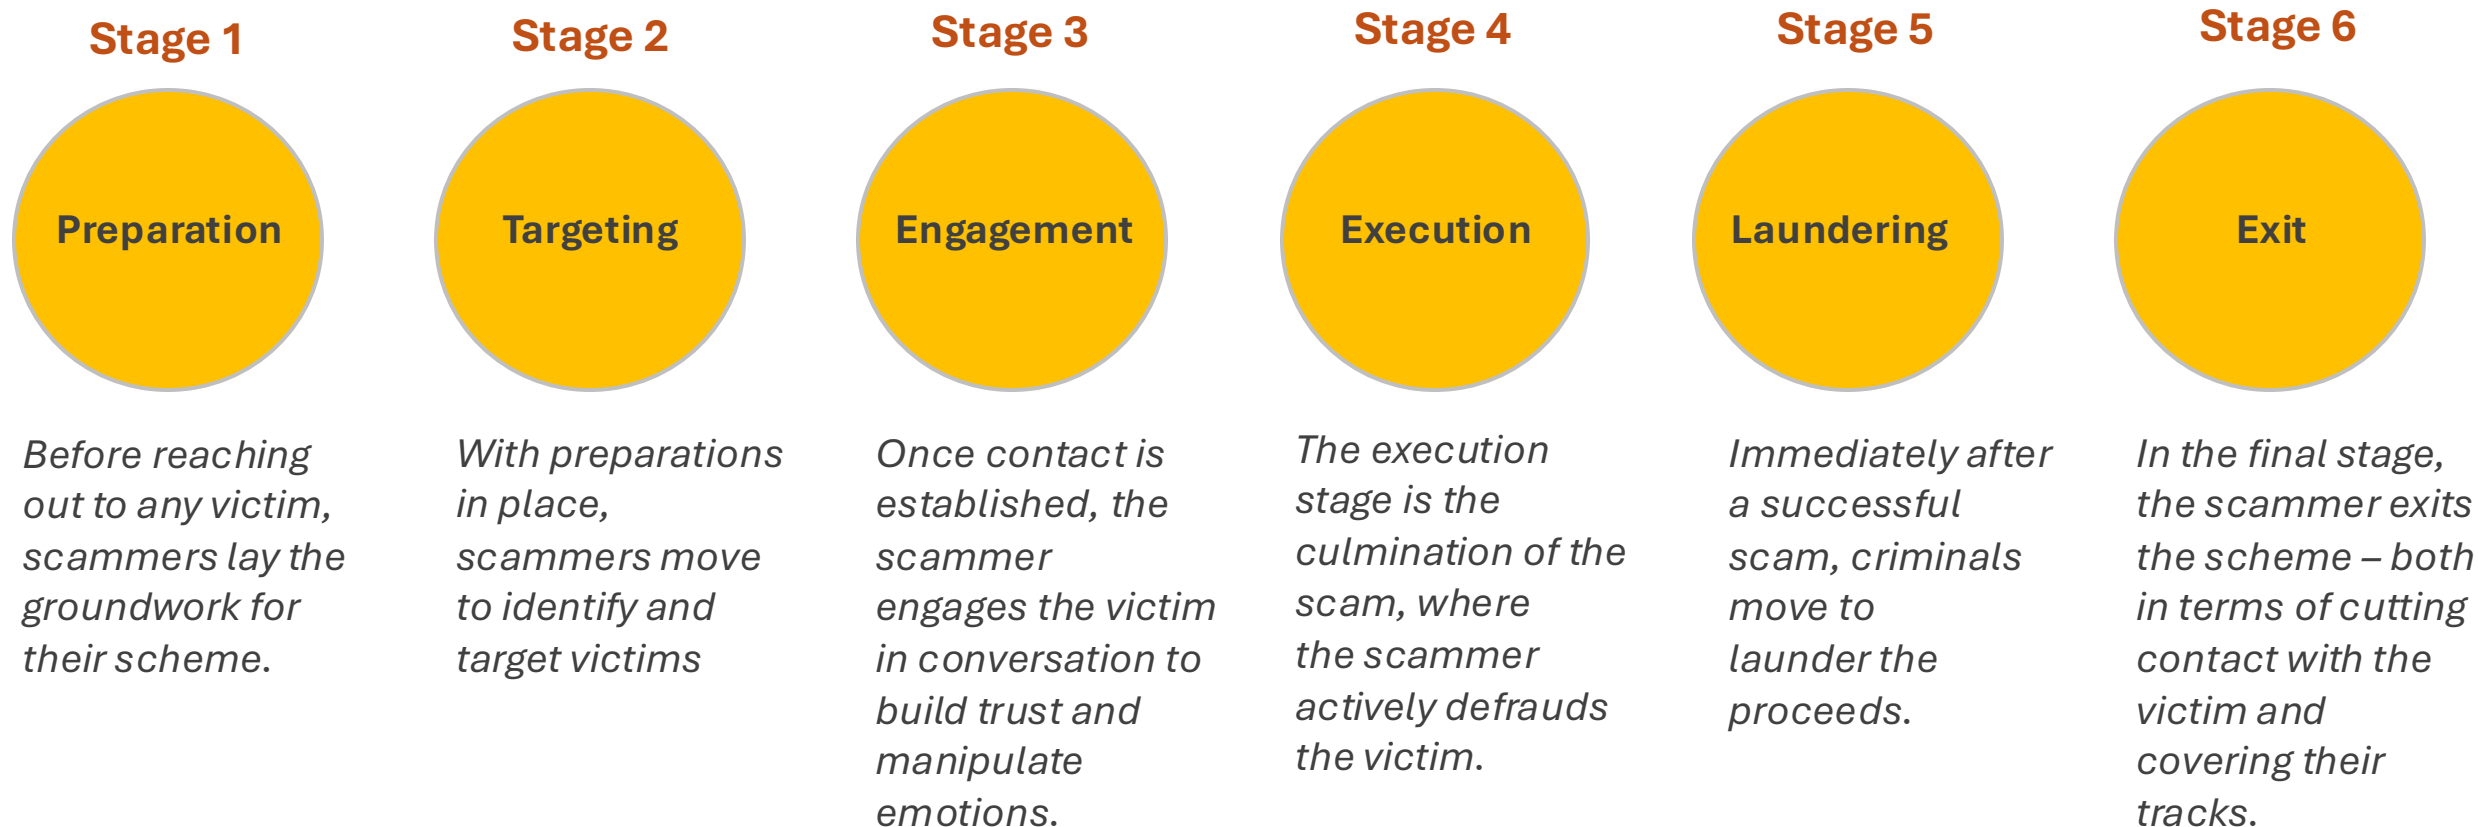 Stage 1
Preparation
Before reaching
out to any victim,
scammers lay the
groundwork for
their scheme.
Stage 2
Targeting
With preparations
in place,
scammers move
to identify and
target victims
Stage 3
Engagement
Once contact is
established, the
scammer
engages the victim
in conversation to
build trust and
manipulate
emotions.
Stage 4
Execution
The execution
stage is the
culmination of the
scam, where
the scammer
actively defrauds
the victim.
Stage 5
Laundering
Immediately after
a successful
scam, criminals
move to
launder the
proceeds.
Stage 6
Exit
In the final stage,
the scammer exits
the scheme – both
in terms of cutting
contact with the
victim and
covering their
tracks.